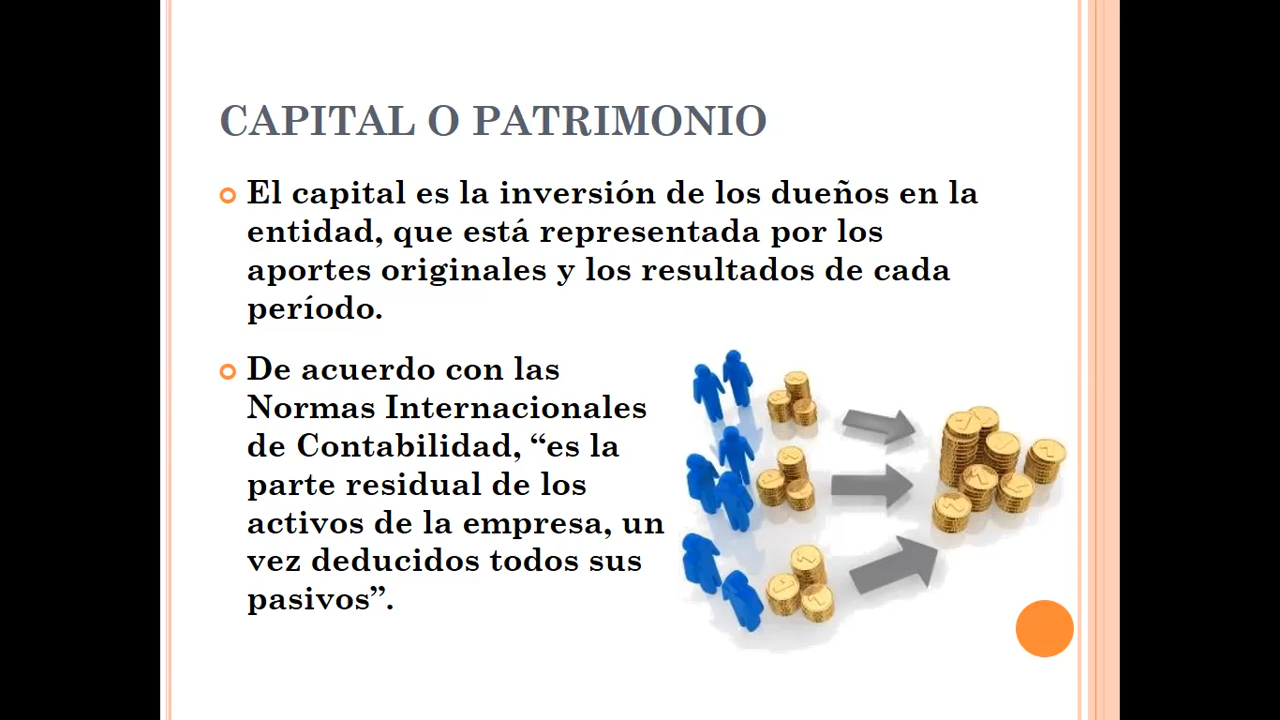 CAPITAL O PATRIMONIO
El capital es la inversión de los dueños en la
entidad, que está representada por los
aportes originales y los resultados de cada
período.
De acuerdo con las
Normas Internacionales
de Contabilidad, “es la
parte residual de los
activos de la empresa, un
vez deducidos todos sus
pasivos”.